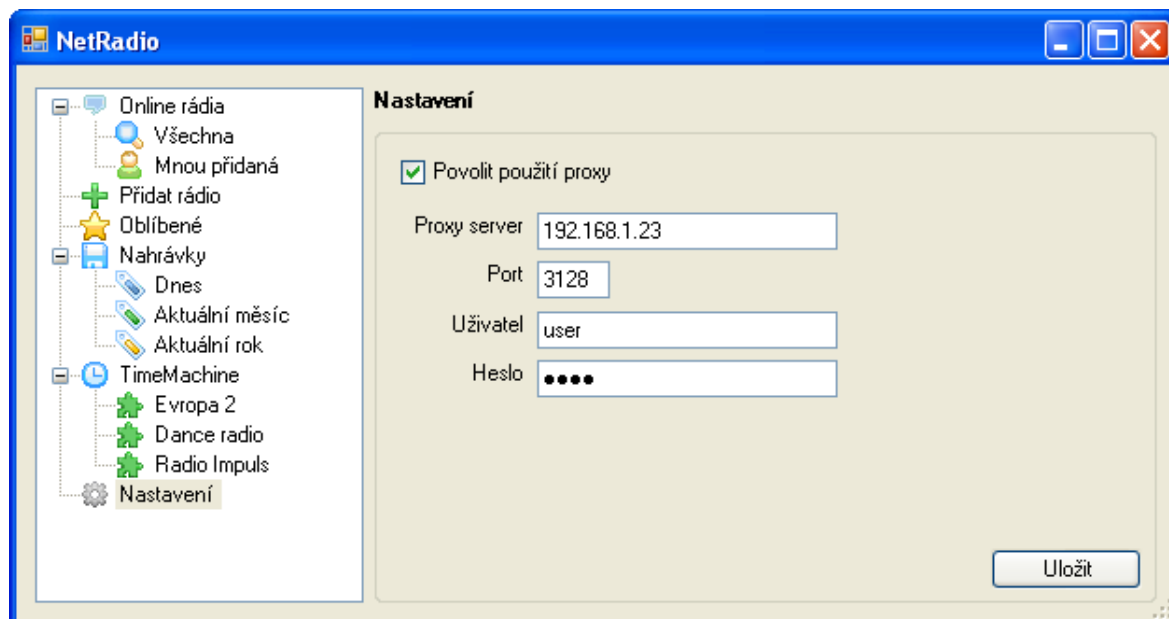 NetRadio
Online rádia
Všechna
Mnou přidaná
Přidat rádio
Oblíbené
Nahrávky
Dnes
Aktuální měsíc
Aktuální rok
TimeMachine
Evropa 2
Dance radio
Radio Impuls
Nastavení
Nastavení
Povolit použití proxy
Proxy server 192.168.1.23
Port 3128
Uživatel user
Heslo ●●●●
Uložit